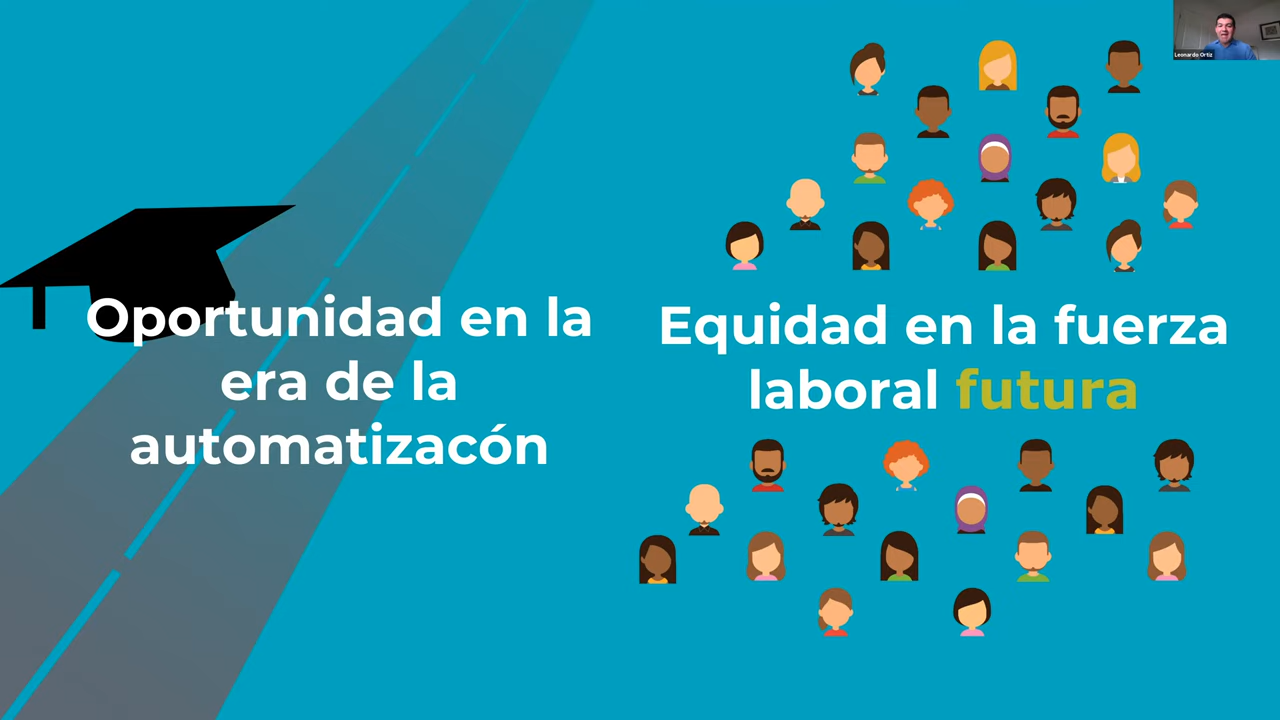 Leonardo Ortiz
Oportunidad en la
era de la
automatizacón
Equidad en la fuerza
laboral futura